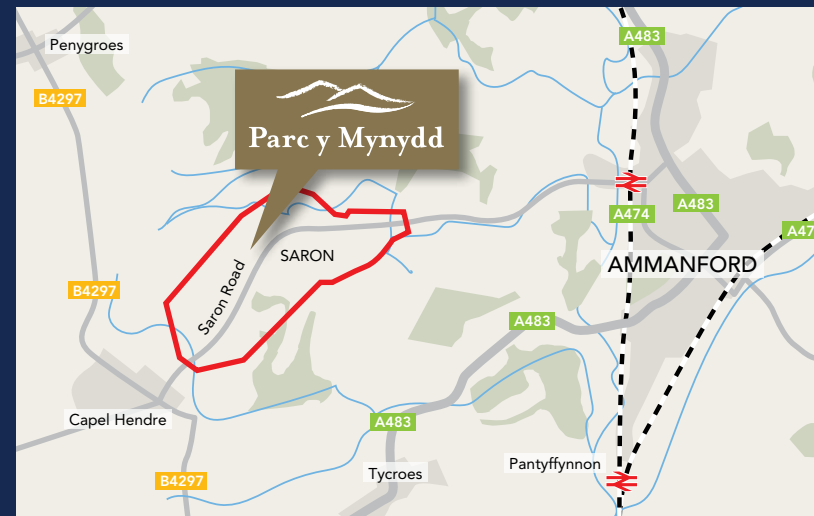 A483
Penygroes
B4297
Parc y Mynydd
A483
A474
A47
SARON
AMMANFORD
Saron Road
B4297
A483
Capel Hendre
A483
Pantyffynnon
Tycroes
B4297